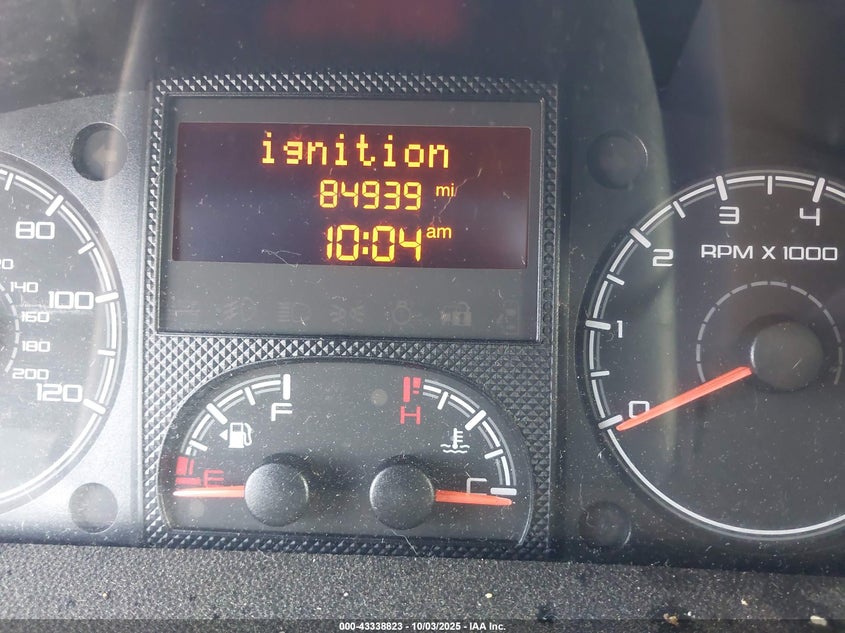 ignition
84939 mi
10:04 am
80
100
120
140
160
180
200
F
E
H
C
0
1
2
3
4
RPM X 1000
000-43338823 • 10/03/2025 • IAA Inc.